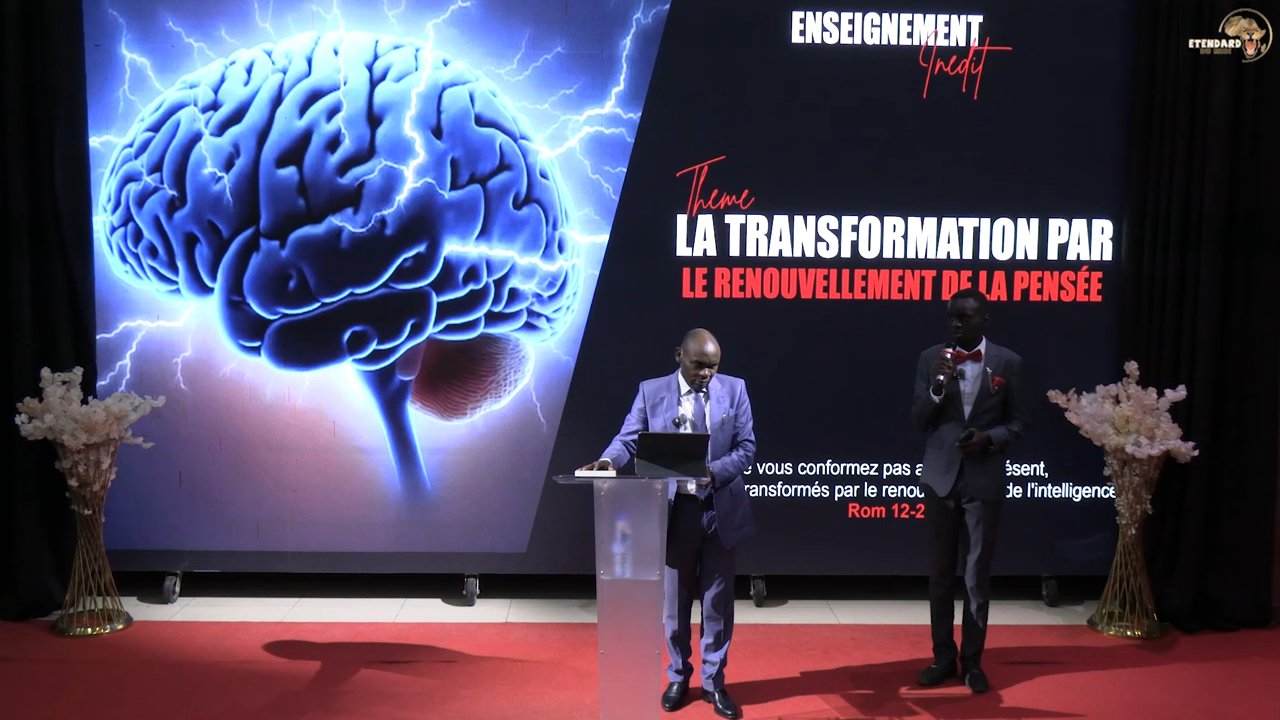 ENSEIGNEMENT
Inedit
ETENDARD
Theme
LA TRANSFORMATION PAR
LE RENOUVELLEMENT DE LA PENSÉE
vous conformez pas
transformés par le de l'intelligence
Rom 12-2